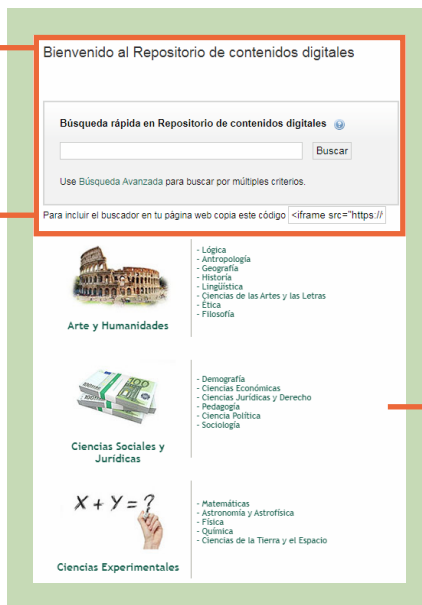 Bienvenido al Repositorio de contenidos digitales
Búsqueda rápida en Repositorio de contenidos digitales
Buscar
Use Búsqueda Avanzada para buscar por múltiples criterios.
Para incluir el buscador en tu página web copia este código <iframe src="https://
- Lógica
- Antropología
- Geografía
- Historia
- Lingüística
- Ciencias de las Artes y las Letras
- Ética
- Filosofía
Arte y Humanidades
100
- Demografía
- Ciencias Económicas
- Ciencias Jurídicas y Derecho
- Pedagogía
- Ciencia Política
- Sociología
Ciencias Sociales y
Jurídicas
X + Y = ?
- Matemáticas
- Astronomía y Astrofísica
- Física
- Química
- Ciencias de la Tierra y el Espacio
Ciencias Experimentales